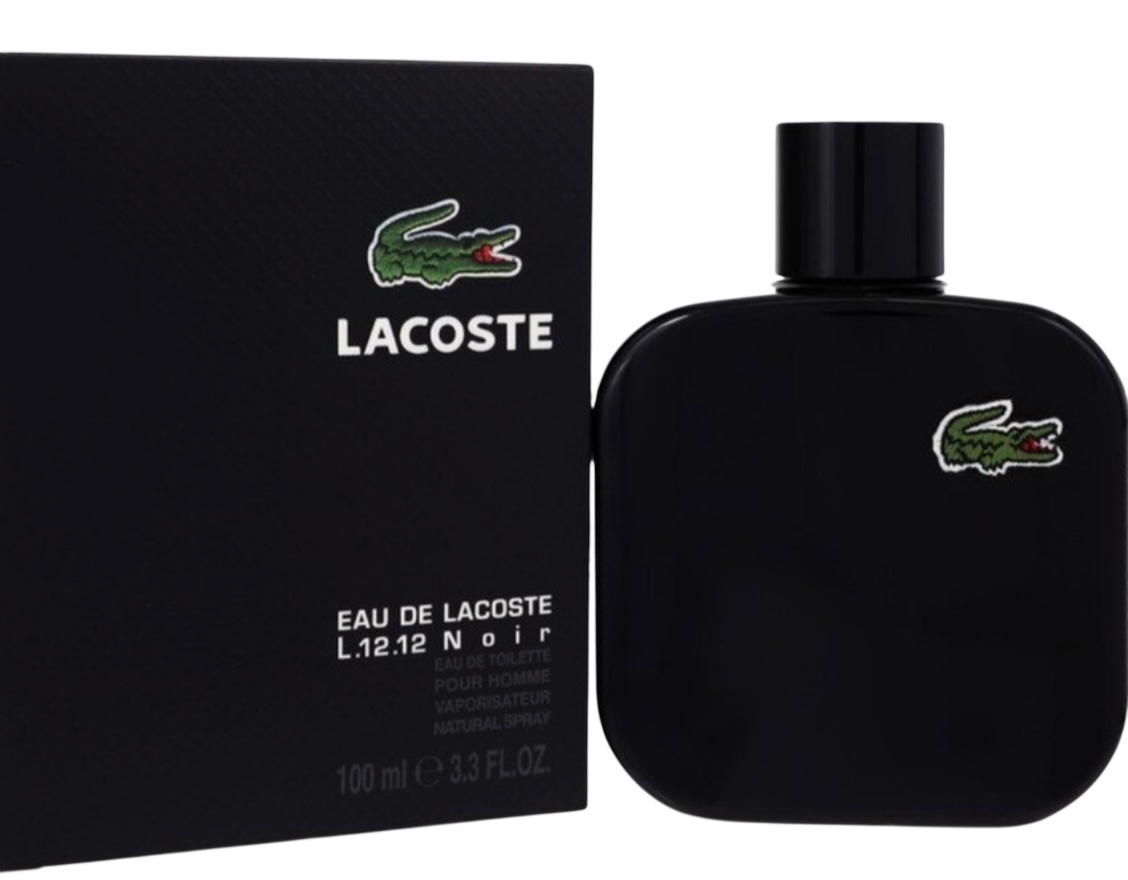 LACOSTE
EAU DE LACOSTE
L.12.12 Noir
EAU DE TOILETTE
POUR HOMME
VAPORISATEUR
NATURAL SPRAY
100 ml ℮ 3.3 FL.OZ.